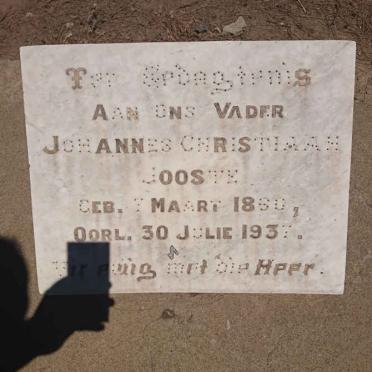 Ter Gedagtenis
AAN ONS VADER
JOHANNES CHRISTIAAN
JOOSTE
GEB. 7 MAART 1860,
OORL. 30 JULIE 1937.
Vir ewig met die Heer.